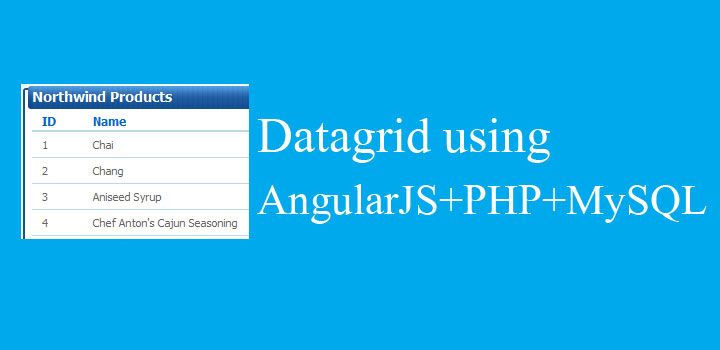 Northwind Products
ID Name
1 Chai
2 Chang
3 Aniseed Syrup
4 Chef Anton's Cajun Seasoning
Datagrid using
AngularJS+PHP+MySQL